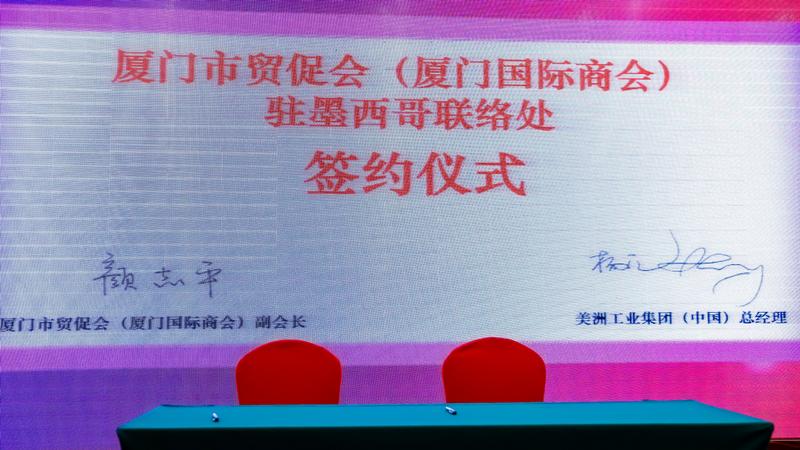 厦门市贸促会（厦门国际商会）
驻墨西哥联络处
签约仪式
颜志平
厦门市贸促会（厦门国际商会）副会长
美洲工业集团（中国）总经理